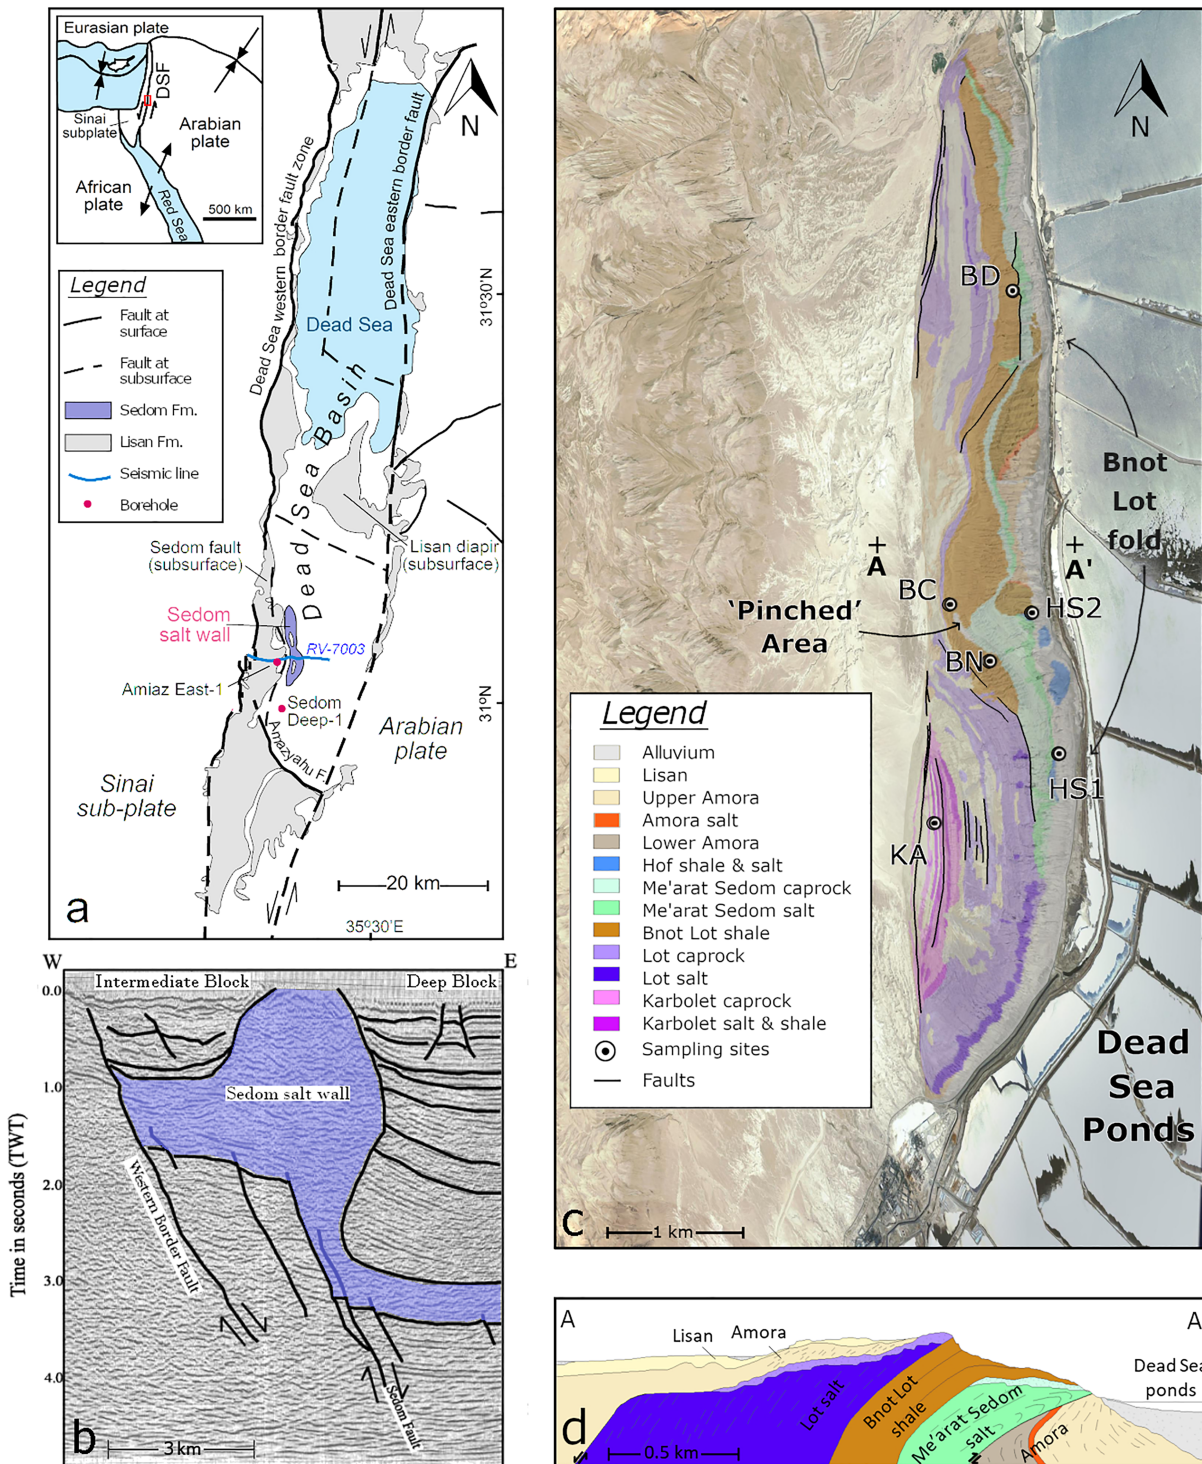 Eurasian plate
DSF
Sinai
subplate
Arabian
plate
African
plate
Red Sea
500 km
N
Legend
Fault at
surface
Fault at
subsurface
Sedom Fm.
Lisan Fm.
Seismic line
Borehole
Dead Sea western border fault zone
Dead Sea eastern border fault
31°30'N
Dead Sea
Dead Sea Basin
Sedom fault
(subsurface)
Lisan diapir
(subsurface)
Sedom
salt wall
RV-7003
Amiaz East-1
Sedom
Deep-1
31°N
Arabian
plate
Amazyahu F.
Sinai
sub-plate
20 km
a
35°30'E
W
E
Intermediate Block
Deep Block
0.0
1.0
2.0
3.0
4.0
Time in seconds (TWT)
Sedom salt wall
Western Border Fault
Sedom Fault
b
3 km
N
BD
Bnot
Lot
fold
A
A'
BC
HS2
'Pinched'
Area
BN
HS1
KA
Legend
Alluvium
Lisan
Upper Amora
Amora salt
Lower Amora
Hof shale & salt
Me'arat Sedom caprock
Me'arat Sedom salt
Bnot Lot shale
Lot caprock
Lot salt
Karbolet caprock
Karbolet salt & shale
Sampling sites
Faults
Dead
Sea
Ponds
c
1 km
A
A
Lisan
Amora
Dead Sea
ponds
Lot salt
Bnot Lot
shale
Me'arat Sedom
salt
Amora
d
0.5 km